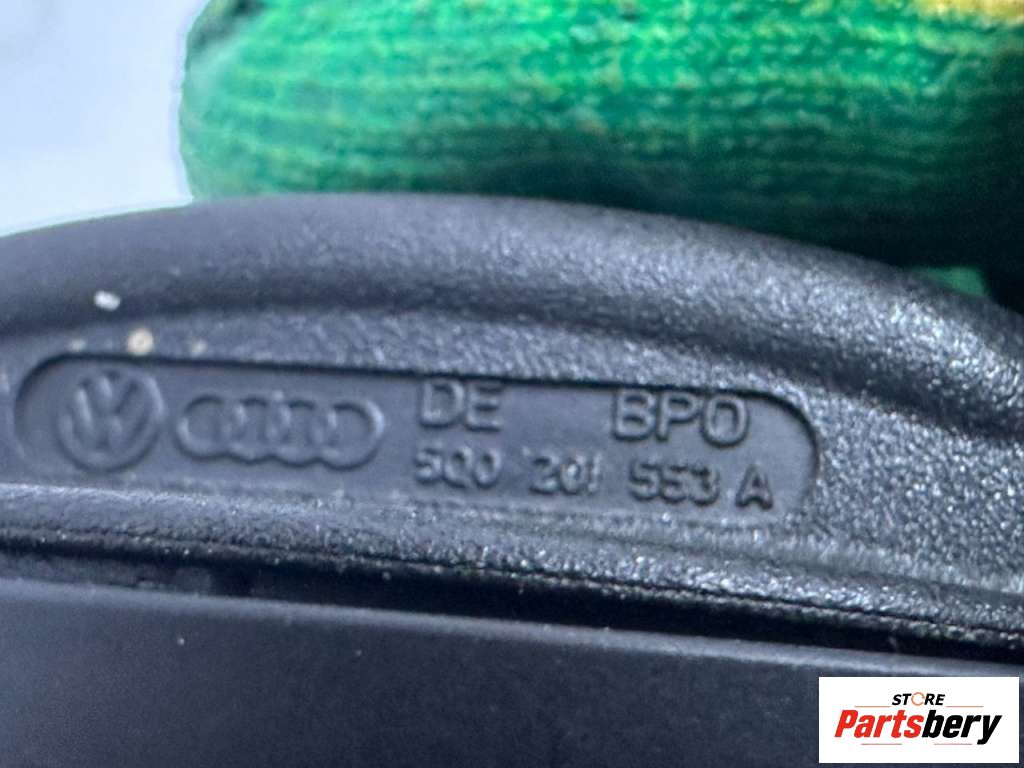 DE BPO
5Q0 201 553 A
STORE
Partsbery